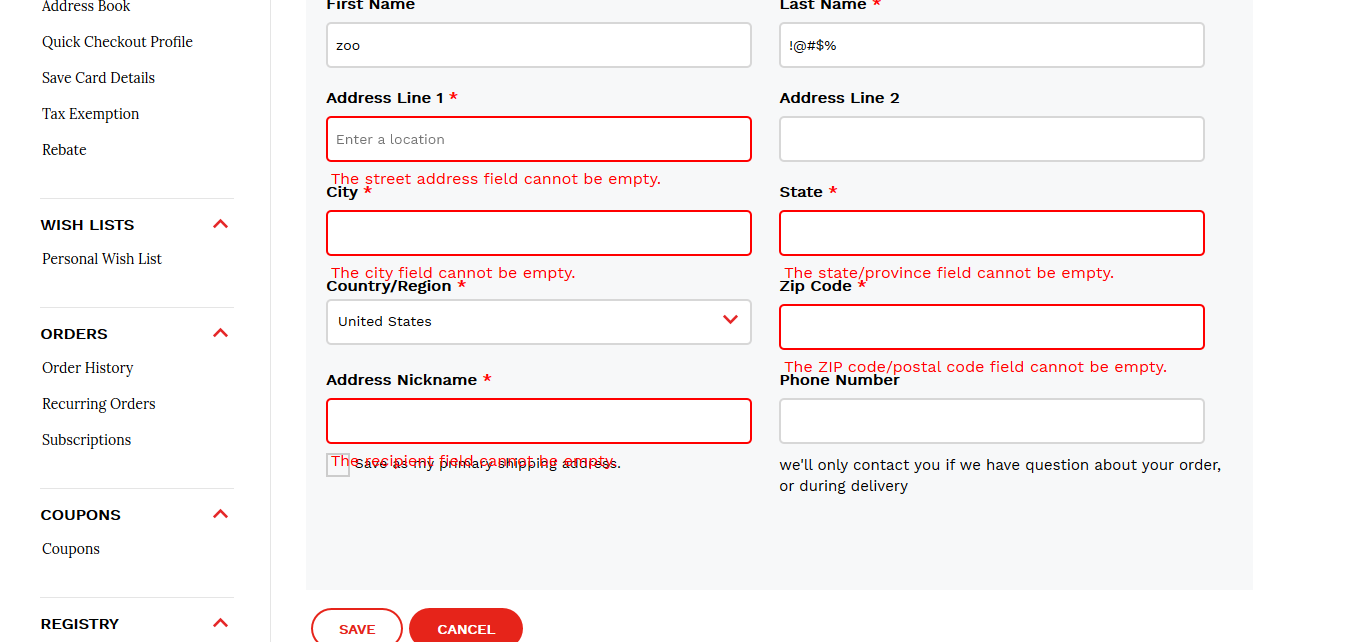 Address Book
Quick Checkout Profile
Save Card Details
Tax Exemption
Rebate
WISH LISTS
Personal Wish List
ORDERS
Order History
Recurring Orders
Subscriptions
COUPONS
Coupons
REGISTRY
First Name
Last Name *
zoo
!@#$%
Address Line 1 *
Address Line 2
Enter a location
The street address field cannot be empty.
City *
State *
The city field cannot be empty.
The state/province field cannot be empty.
Country/Region *
Zip Code *
United States
The ZIP code/postal code field cannot be empty.
Address Nickname *
Phone Number
The recipient field cannot be empty.
Save as my primary shipping address.
we'll only contact you if we have question about your order,
or during delivery
SAVE
CANCEL